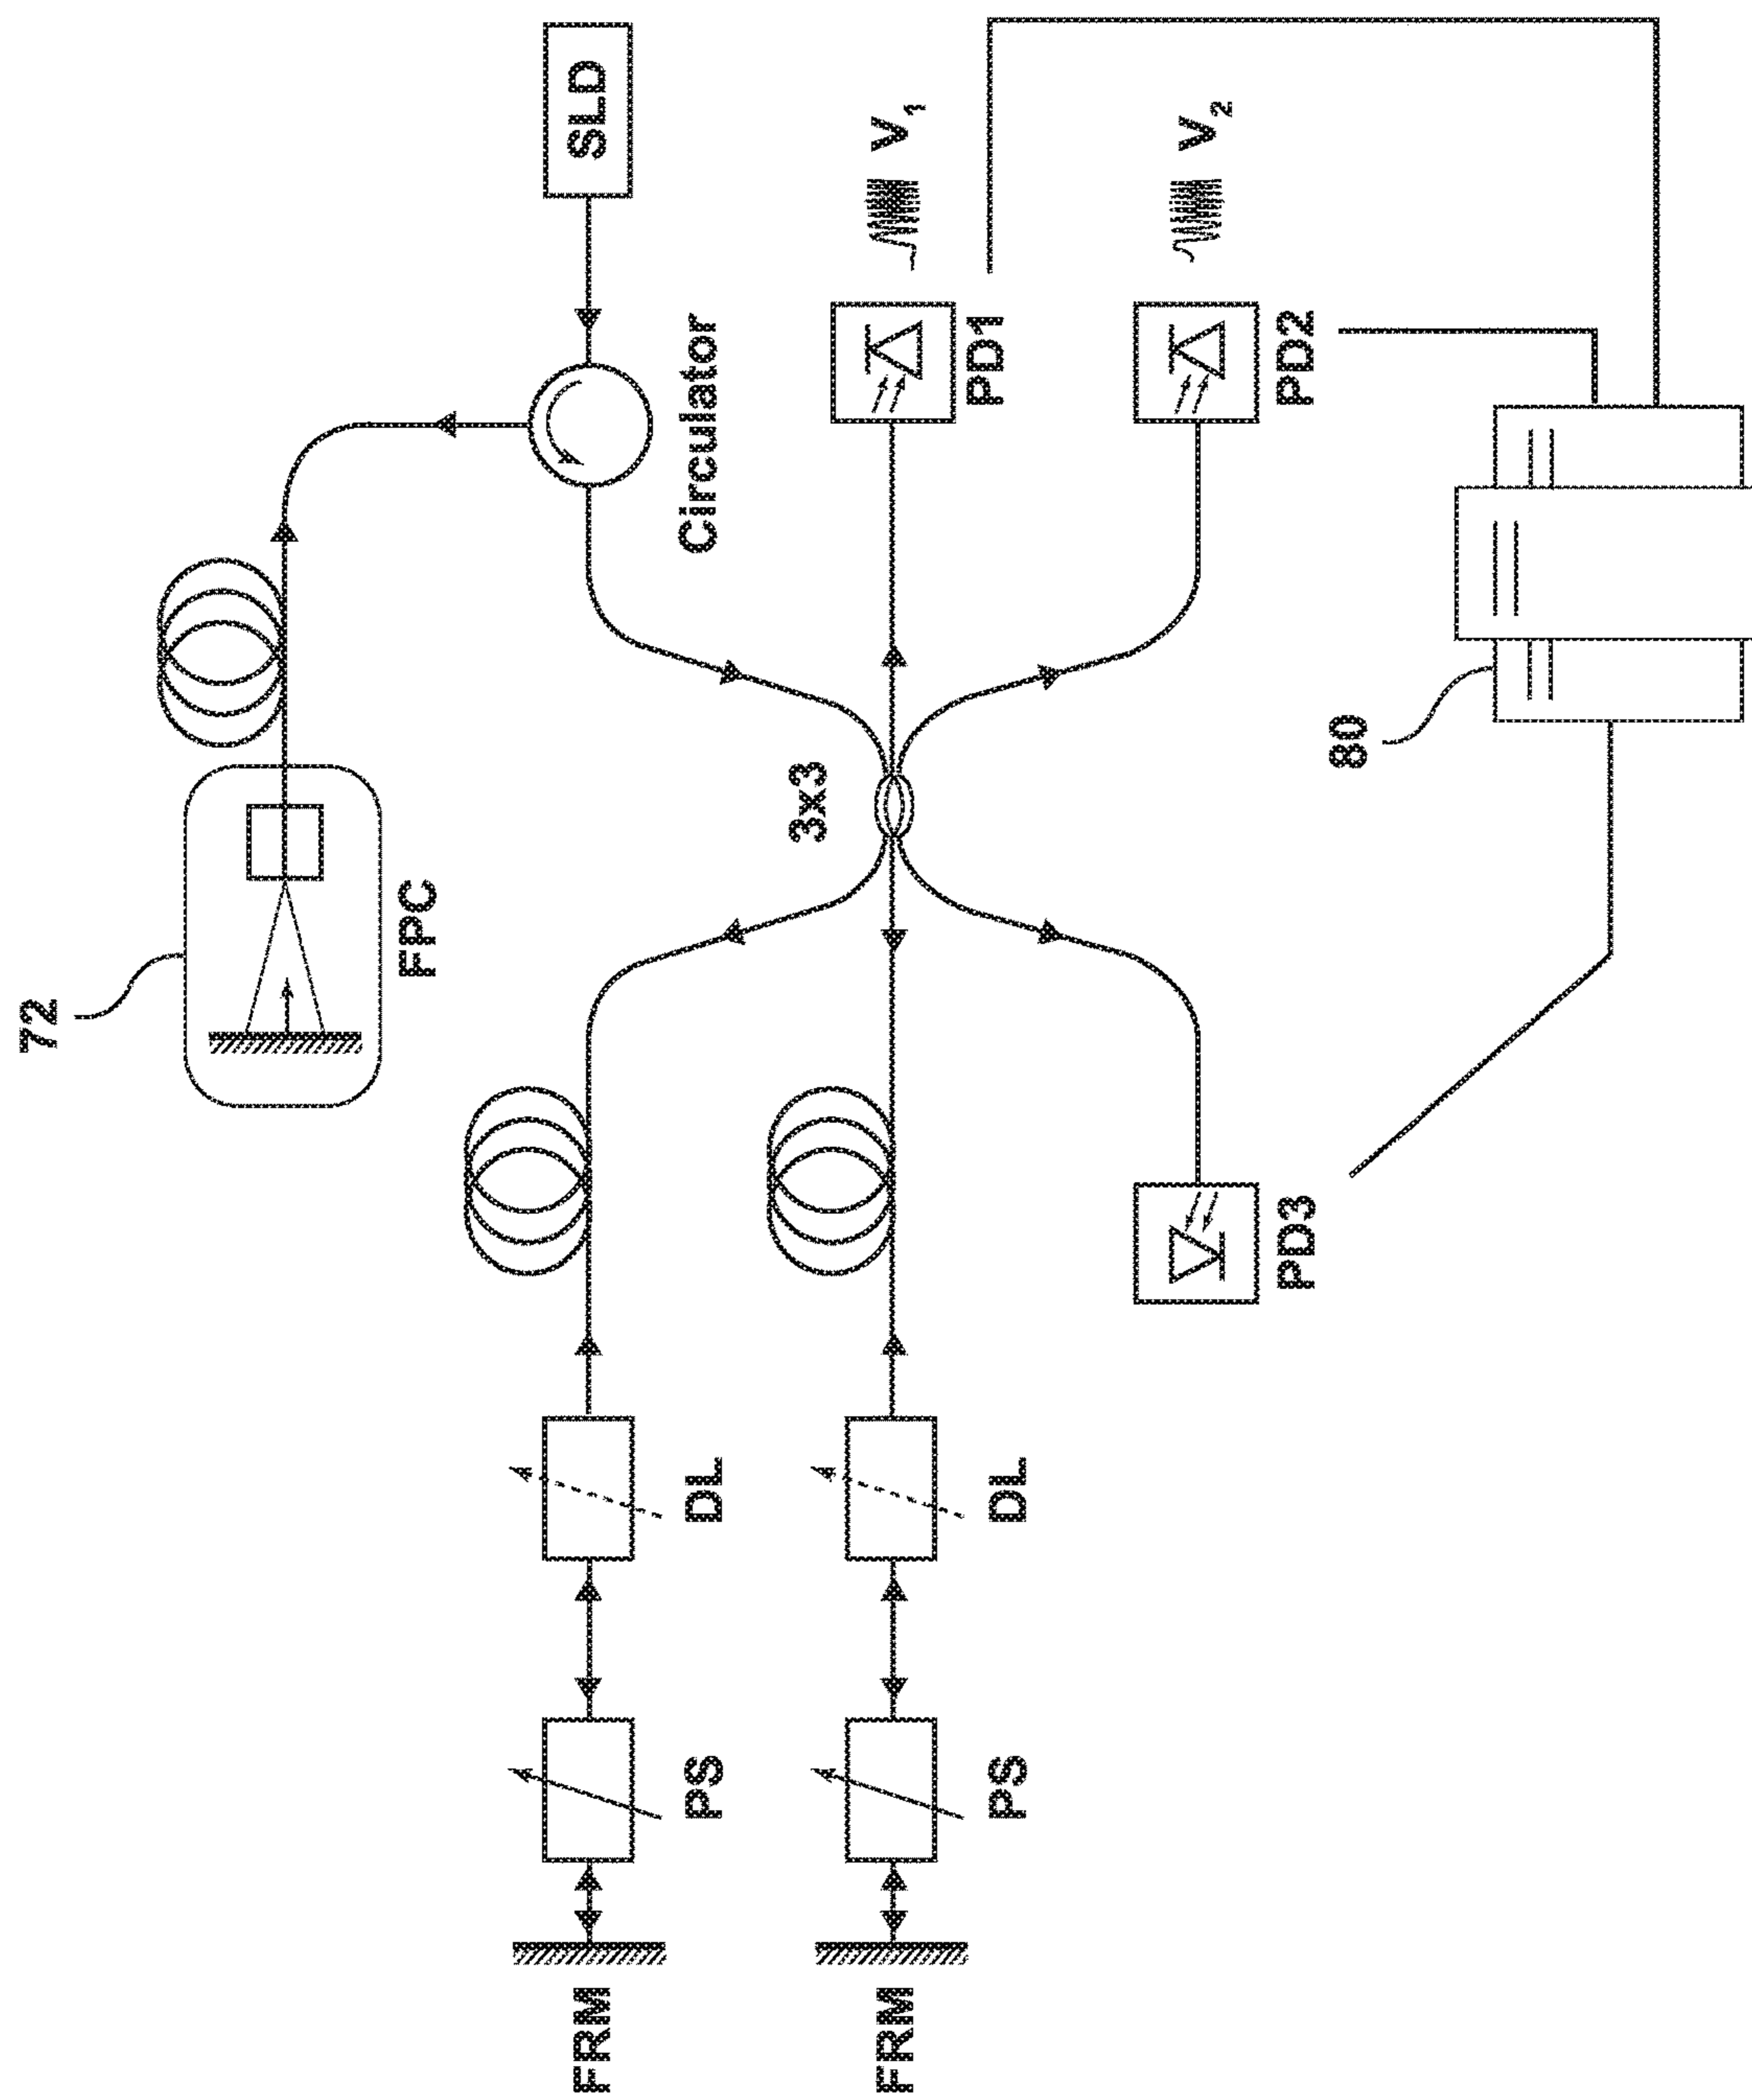 72
FPC
FRM
SLD
PS
DL
Circulator
3x3
FRM
V₁
PS
DL
PD1
V₂
PD3
PD2
80